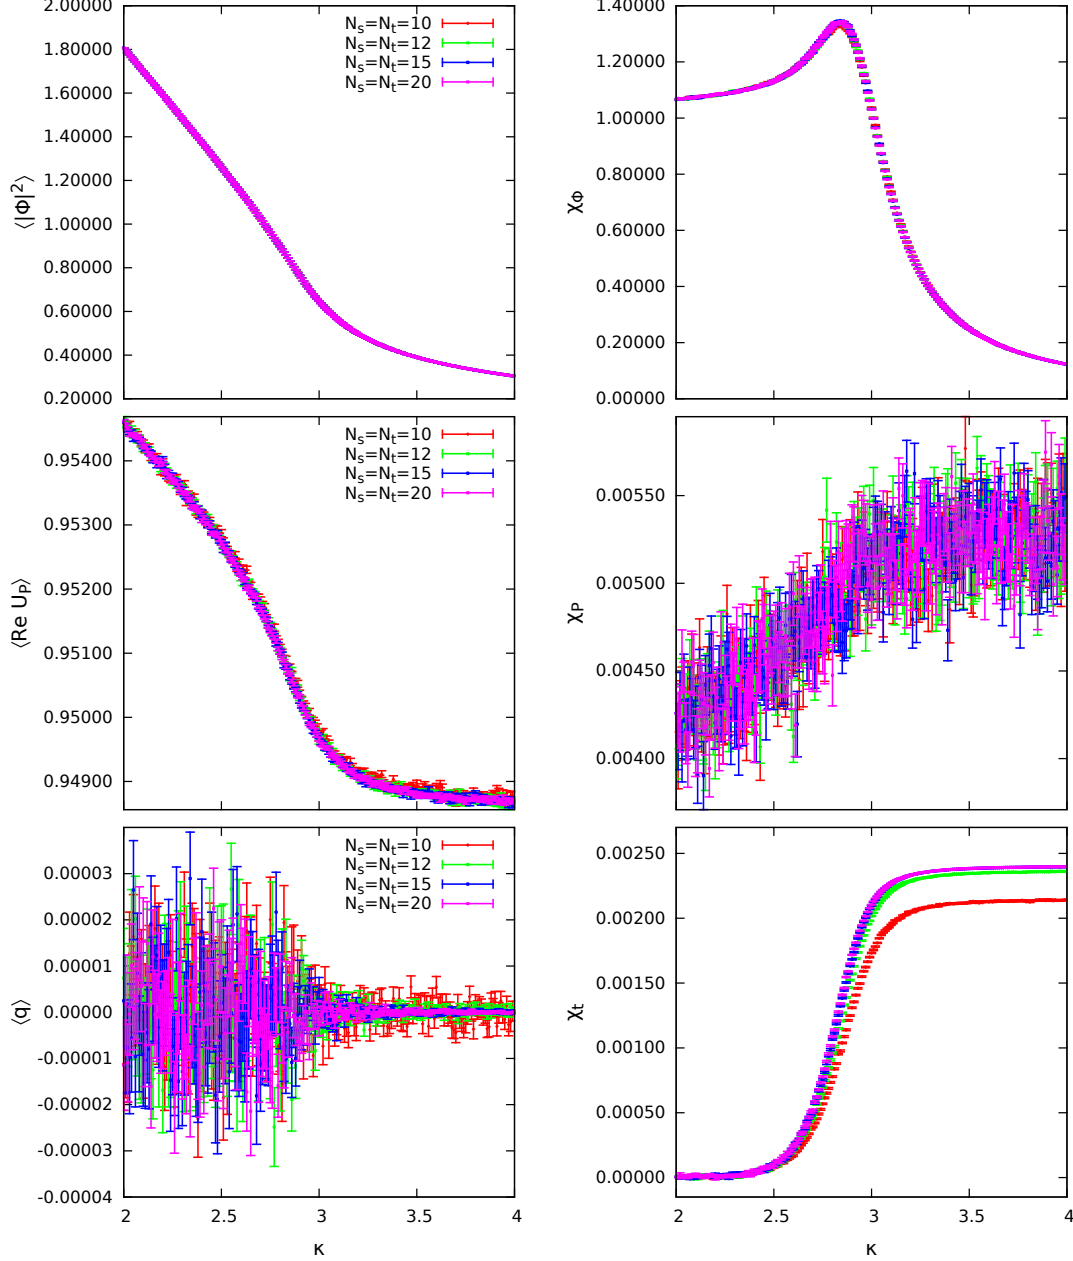 2.00000
1.80000
1.60000
1.40000
1.20000
1.00000
0.80000
0.60000
0.40000
0.20000
⟨|Φ|²⟩
Nₛ=Nₜ=10
Nₛ=Nₜ=12
Nₛ=Nₜ=15
Nₛ=Nₜ=20
1.40000
1.20000
1.00000
0.80000
0.60000
0.40000
0.20000
0.00000
χ_Φ
0.95400
0.95300
0.95200
0.95100
0.95000
0.94900
⟨Re U_P⟩
Nₛ=Nₜ=10
Nₛ=Nₜ=12
Nₛ=Nₜ=15
Nₛ=Nₜ=20
0.00550
0.00500
0.00450
0.00400
χ_P
0.00003
0.00002
0.00001
0.00000
-0.00001
-0.00002
-0.00003
-0.00004
⟨q⟩
Nₛ=Nₜ=10
Nₛ=Nₜ=12
Nₛ=Nₜ=15
Nₛ=Nₜ=20
2 2.5 3 3.5 4
κ
0.00250
0.00200
0.00150
0.00100
0.00050
0.00000
χₜ
2 2.5 3 3.5 4
κ